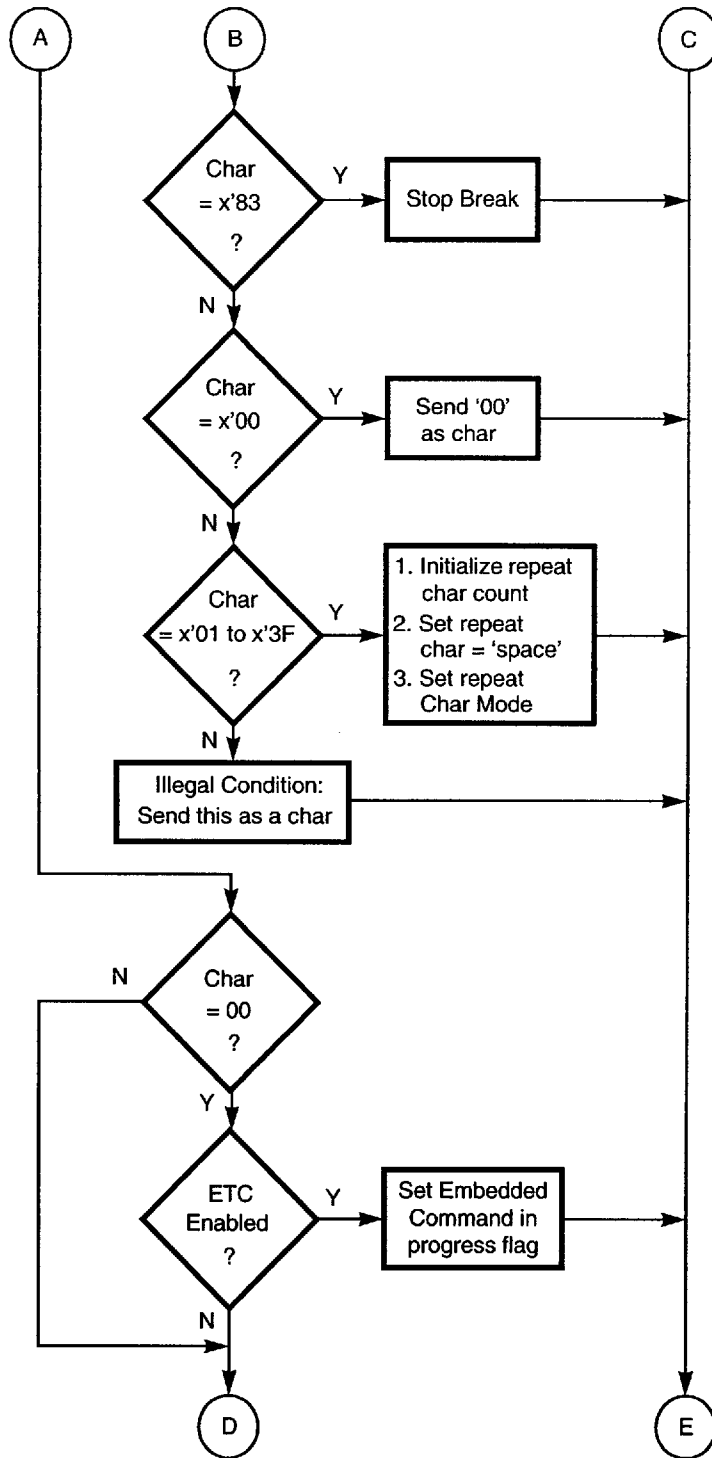 A
B
C
Char
= x'83
?
Y
Stop Break
N
Char
= x'00
?
Y
Send ‘00’
as char
N
Char
= x'01 to x'3F
?
Y
1. Initialize repeat
char count
2. Set repeat
char = ‘space’
3. Set repeat
Char Mode
N
Illegal Condition:
Send this as a char
N
Char
= 00
?
Y
ETC
Enabled
?
Y
Set Embedded
Command in
progress flag
N
D
E